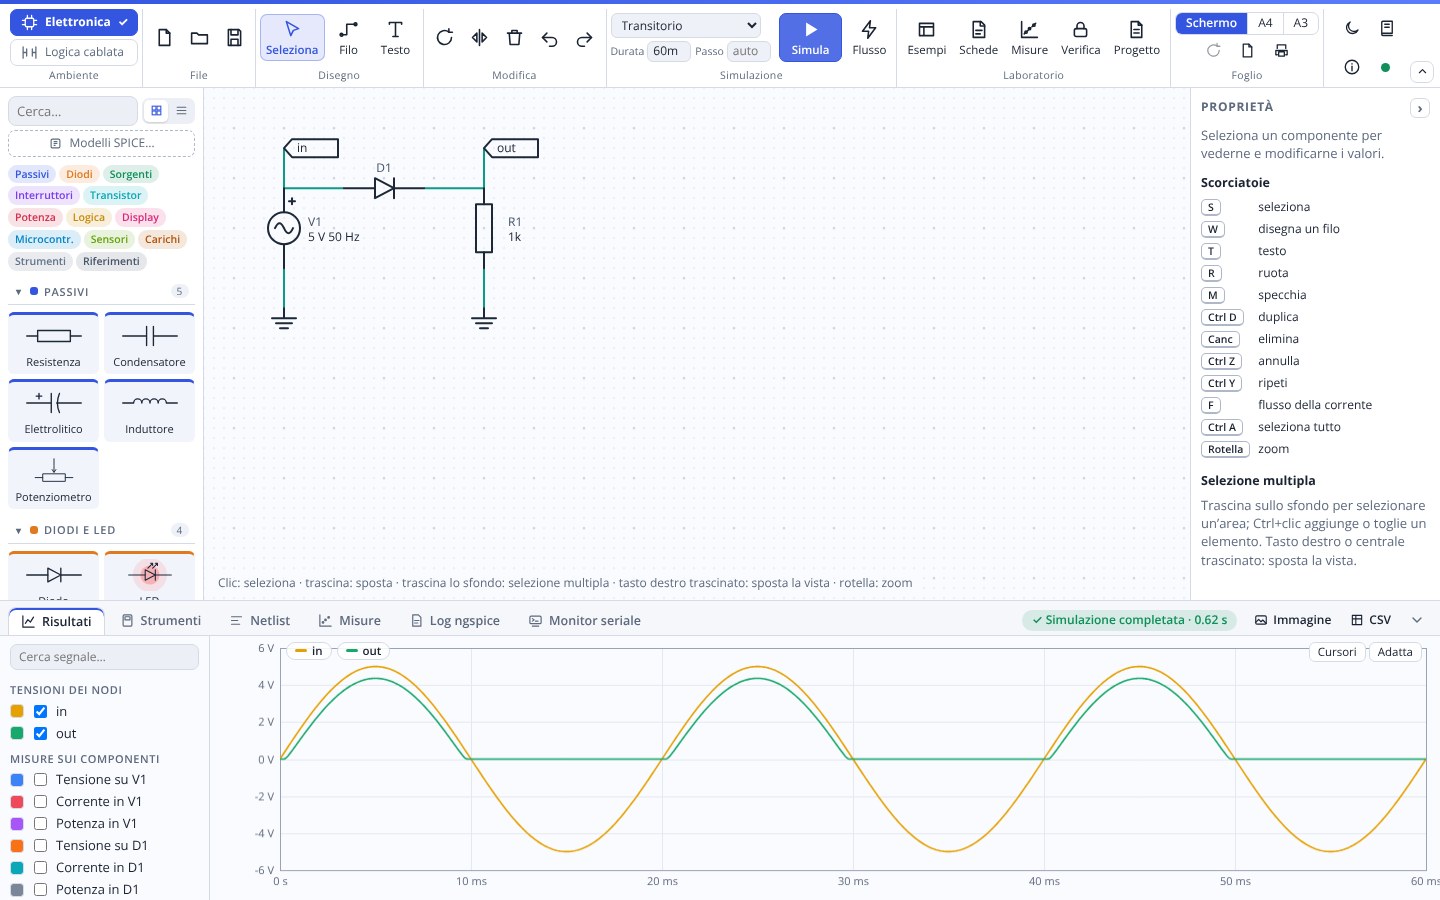 Elettronica
Logica cablata
Ambiente
File
Seleziona
Filo
Testo
Disegno
Modifica
Transitorio
Durata 60m Passo auto
Simula
Flusso
Simulazione
Esempi
Schede
Misure
Verifica
Progetto
Laboratorio
Schermo A4 A3
Foglio
Cerca...
Modelli SPICE...
Passivi Diodi Sorgenti
Interruttori Transistor
Potenza Logica Display
Microcontr. Sensori Carichi
Strumenti Riferimenti
PASSIVI 5
Resistenza Condensatore
Elettrolitico Induttore
Potenziometro
DIODI E LED 4
in
out
D1
V1
5 V 50 Hz
R1
1k
Clic: seleziona · trascina: sposta · trascina lo sfondo: selezione multipla · tasto destro trascinato: sposta la vista · rotella: zoom
PROPRIETÀ
Seleziona un componente per
vederne e modificarne i valori.
Scorciatoie
S seleziona
W disegna un filo
T testo
R ruota
M specchia
Ctrl D duplica
Canc elimina
Ctrl Z annulla
Ctrl Y ripeti
F flusso della corrente
Ctrl A seleziona tutto
Rotella zoom
Selezione multipla
Trascina sullo sfondo per selezionare
un'area; Ctrl+clic aggiunge o toglie un
elemento. Tasto destro o centrale
trascinato: sposta la vista.
Risultati Strumenti Netlist Misure Log ngspice Monitor seriale
Simulazione completata · 0.62 s
Immagine CSV
Cerca segnale...
TENSIONI DEI NODI
in
out
MISURE SUI COMPONENTI
Tensione su V1
Corrente in V1
Potenza in V1
Tensione su D1
Corrente in D1
Potenza in D1
in out
Cursori Adatta
6 V
4 V
2 V
0 V
-2 V
-4 V
-6 V
0 s 10 ms 20 ms 30 ms 40 ms 50 ms 60 ms